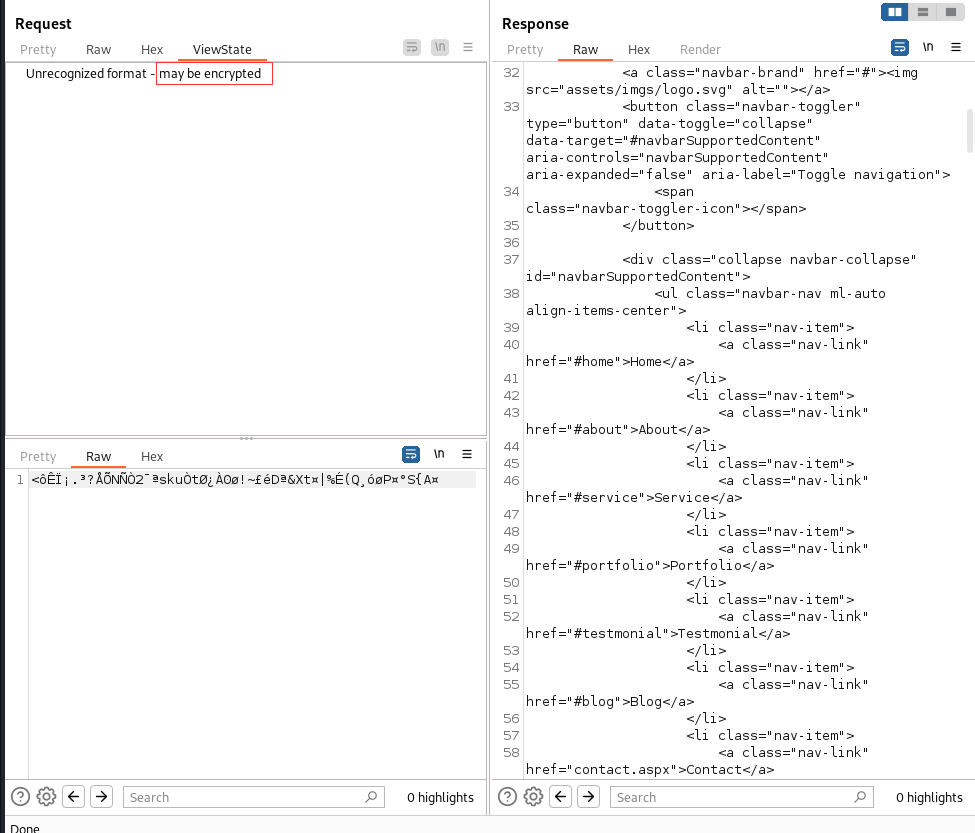 Request
Pretty Raw Hex ViewState \n
Unrecognized format - may be encrypted
Pretty Raw Hex \n
1 <ôÊÏ¡.³?ÅÕNÑÒ2¯ªskuÒtØ¿ÀOø!~£éDª&Xt¤|%É(Q¸óøP¤°S{A¤
Search 0 highlights
Response
Pretty Raw Hex Render \n
32 <a class="navbar-brand" href="#"><img
src="assets/imgs/logo.svg" alt=""></a>
33 <button class="navbar-toggler"
type="button" data-toggle="collapse"
data-target="#navbarSupportedContent"
aria-controls="navbarSupportedContent"
aria-expanded="false" aria-label="Toggle navigation">
34 <span
class="navbar-toggler-icon"></span>
35 </button>
36
37 <div class="collapse navbar-collapse"
id="navbarSupportedContent">
38 <ul class="navbar-nav ml-auto
align-items-center">
39 <li class="nav-item">
40 <a class="nav-link"
href="#home">Home</a>
41 </li>
42 <li class="nav-item">
43 <a class="nav-link"
href="#about">About</a>
44 </li>
45 <li class="nav-item">
46 <a class="nav-link"
href="#service">Service</a>
47 </li>
48 <li class="nav-item">
49 <a class="nav-link"
href="#portfolio">Portfolio</a>
50 </li>
51 <li class="nav-item">
52 <a class="nav-link"
href="#testmonial">Testmonial</a>
53 </li>
54 <li class="nav-item">
55 <a class="nav-link"
href="#blog">Blog</a>
56 </li>
57 <li class="nav-item">
58 <a class="nav-link"
href="contact.aspx">Contact</a>
Search 0 highlights
Done